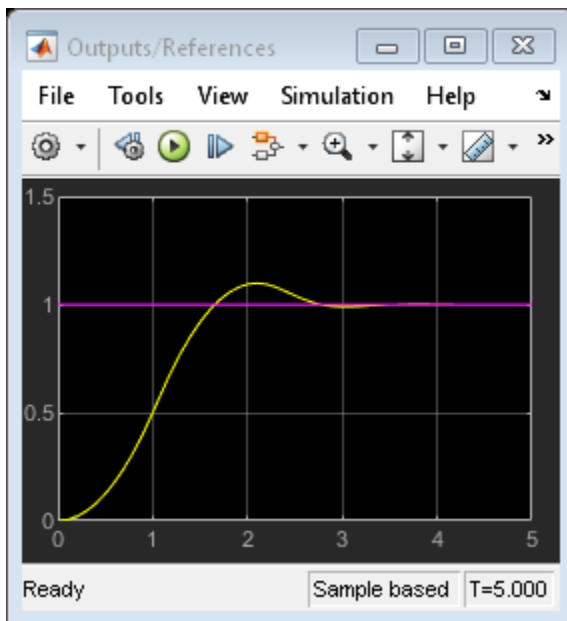 Outputs/References
File Tools View Simulation Help
1.5
1
0.5
0
0 1 2 3 4 5
Ready Sample based T=5.000